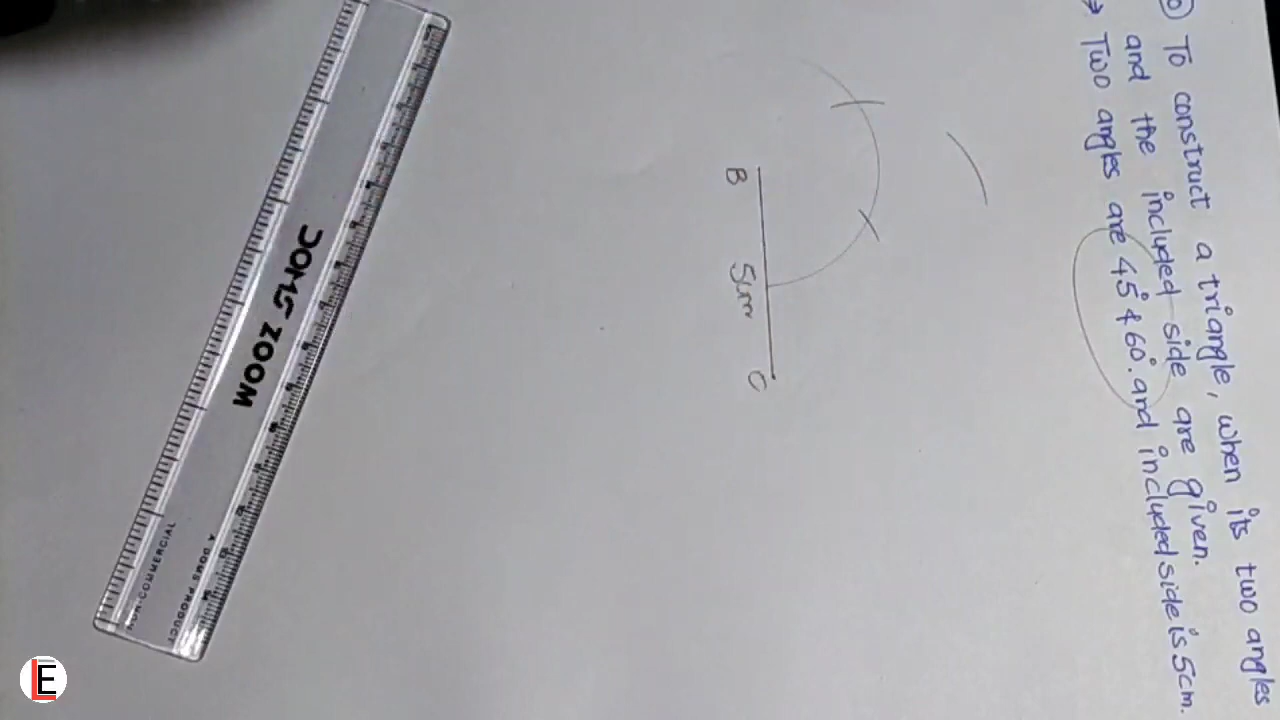 To construct a triangle, when its two angles
and the included side are given.
→ Two angles are 45° & 60°. and included side is 5cm.
B
5cm
C
DOMS ZOOM
NON-COMMERCIAL
A DOMS PRODUCT
LE